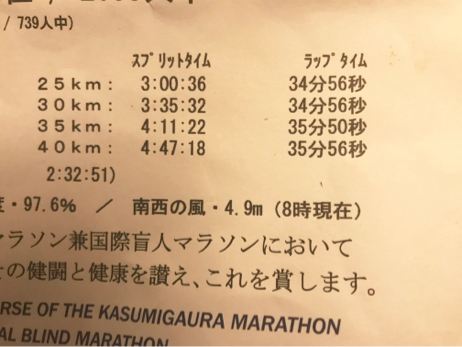 / 739人中)
ｽﾌﾟﾘｯﾄﾀｲﾑ ﾗｯﾌﾟﾀｲﾑ
２５ｋｍ： 3:00:36 34分56秒
３０ｋｍ： 3:35:32 34分56秒
３５ｋｍ： 4:11:22 35分50秒
４０ｋｍ： 4:47:18 35分56秒
2:32:51)
度・97.6% ／ 南西の風・4.9m (8時現在)
マラソン兼国際盲人マラソンにおいて
の健闘と健康を讃え、これを賞します。
RSE OF THE KASUMIGAURA MARATHON
AL BLIND MARATHON